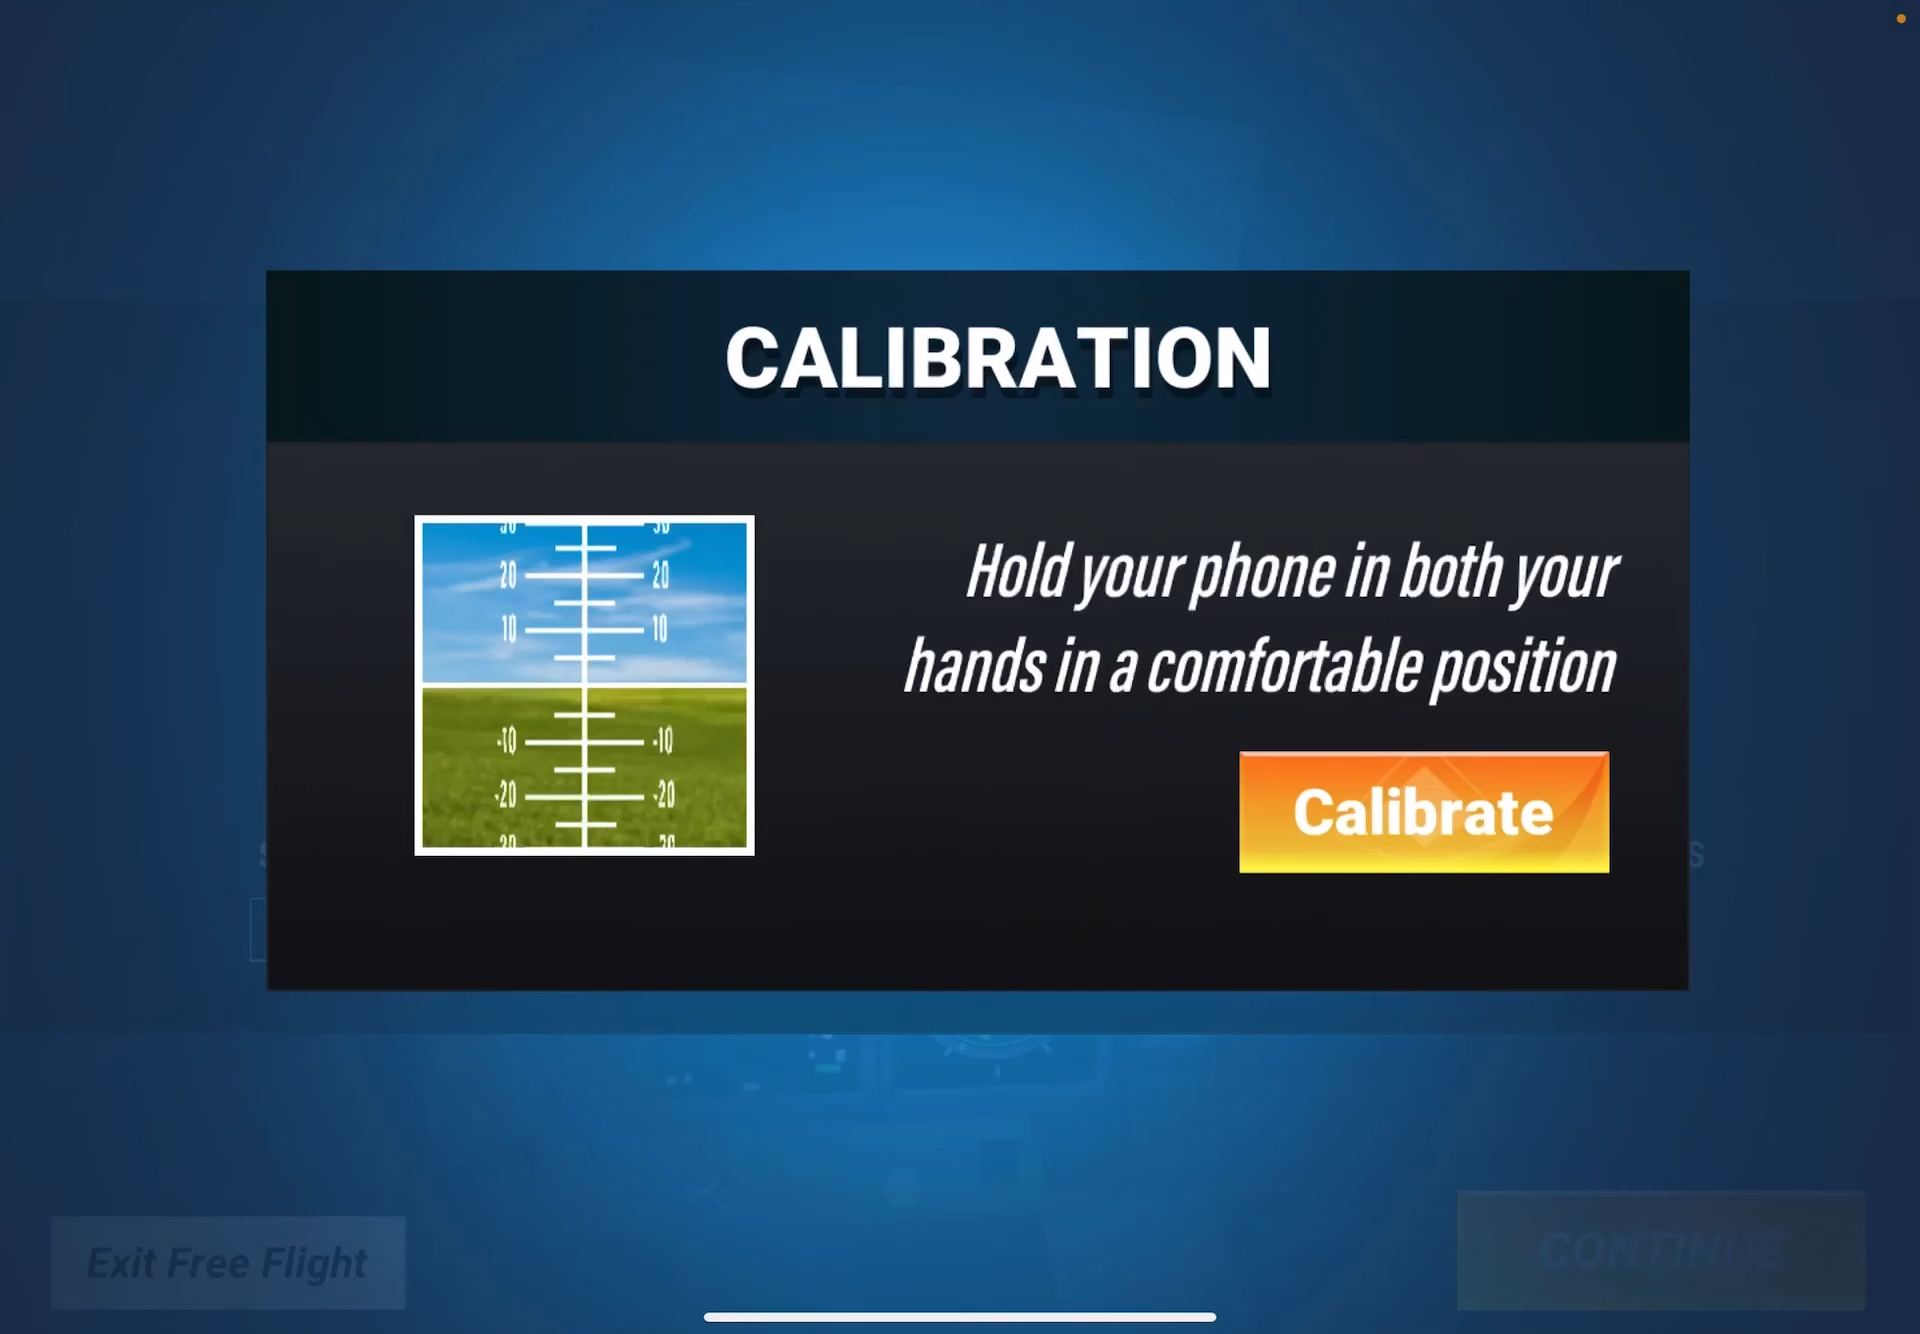 CALIBRATION
Hold your phone in both your
hands in a comfortable position
20 20
10 10
-10 -10
-20 -20
Calibrate
S
Exit Free Flight
CONTINUE